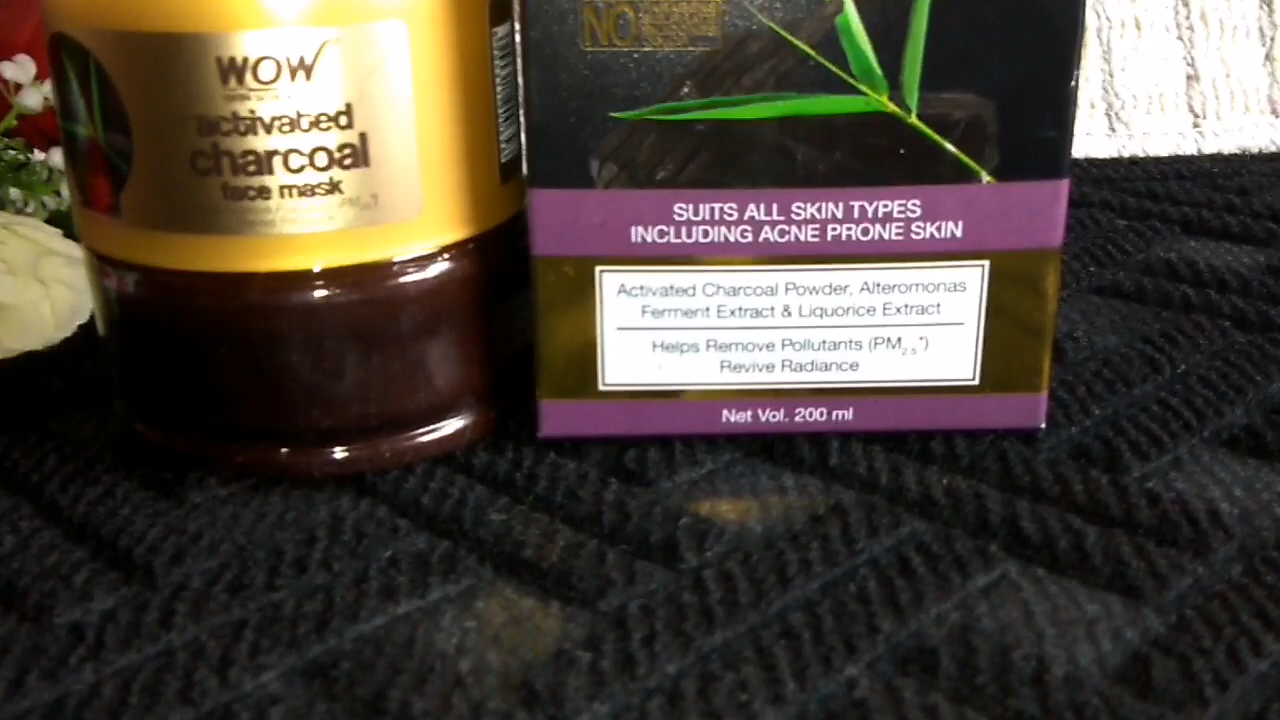 WOW
activated
charcoal
face mask
NO
SUITS ALL SKIN TYPES
INCLUDING ACNE PRONE SKIN
Activated Charcoal Powder, Alteromonas
Ferment Extract & Liquorice Extract
Helps Remove Pollutants (PM2.5*)
Revive Radiance
Net Vol. 200 ml